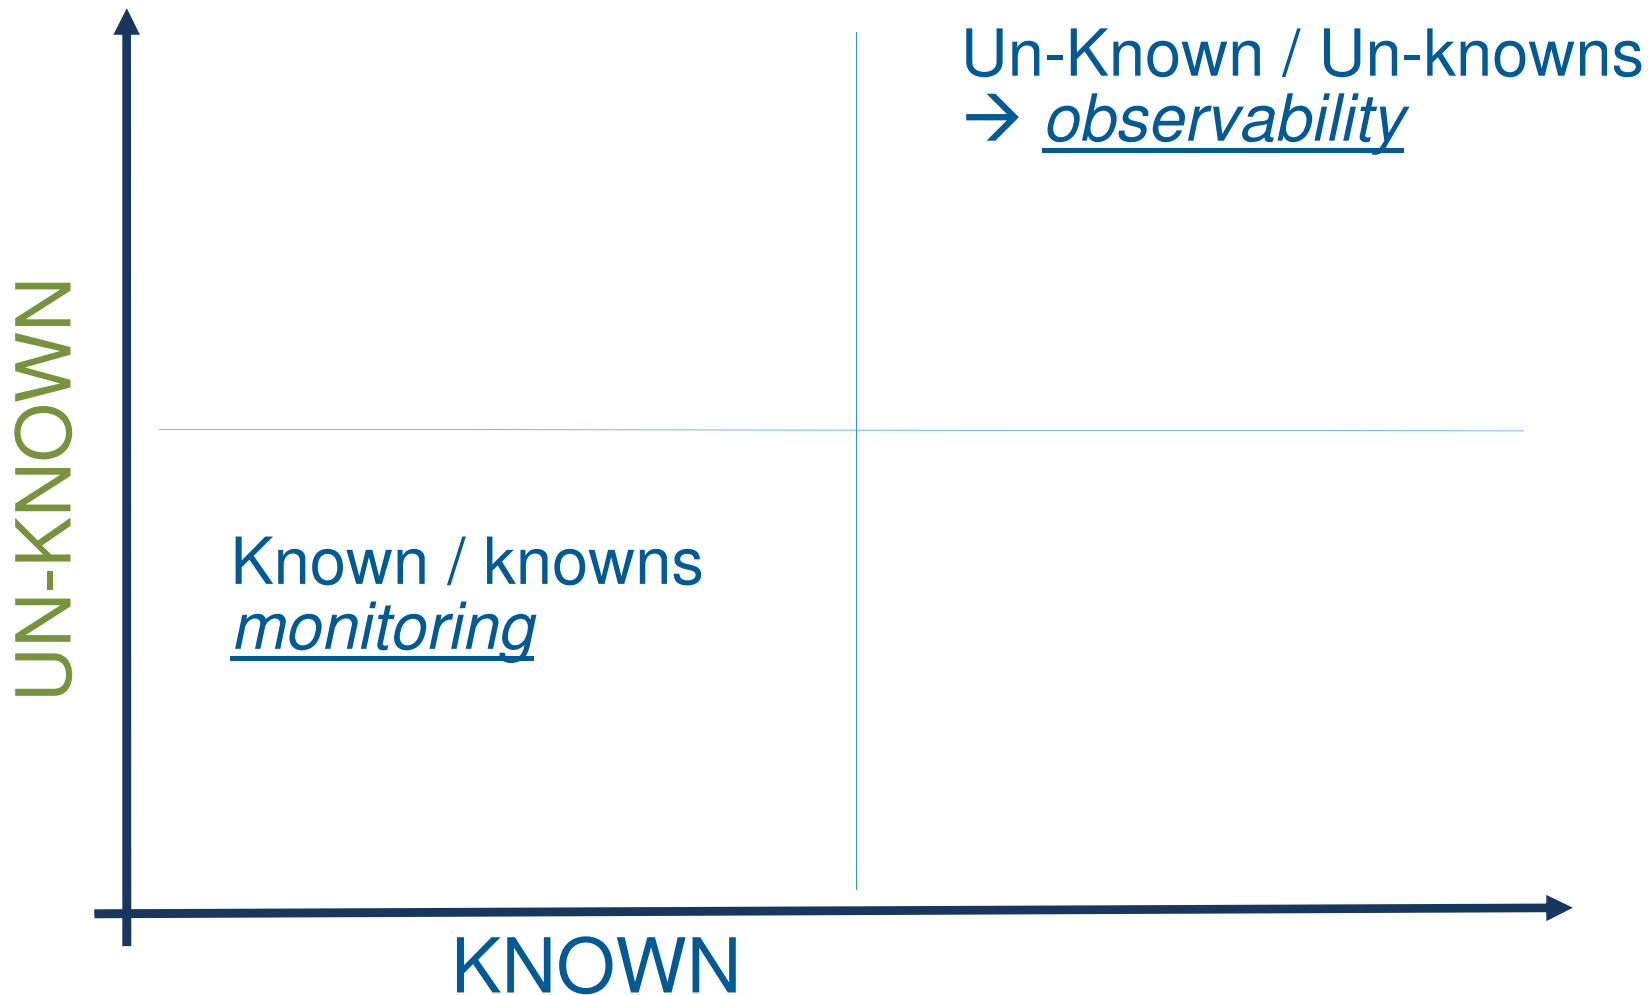 Un-Known / Un-knowns
→ observability
UN-KNOWN
Known / knowns
monitoring
KNOWN